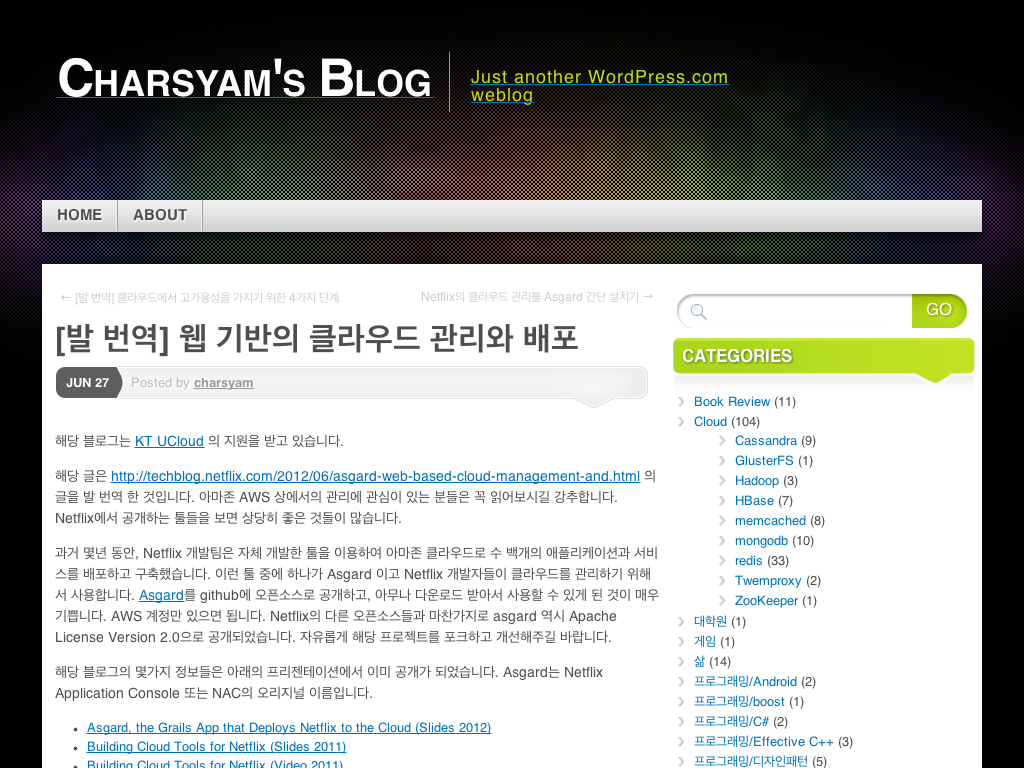 Charsyam's Blog
Just another WordPress.com
weblog
HOME
ABOUT
← [발 번역] 클라우드에서 고가용성을 가지기 위한 4가지 단계
Netflix의 클라우드 관리툴 Asgard 간단 설치기 →
[발 번역] 웹 기반의 클라우드 관리와 배포
JUN 27
Posted by charsyam
해당 블로그는 KT UCloud 의 지원을 받고 있습니다.
해당 글은 http://techblog.netflix.com/2012/06/asgard-web-based-cloud-management-and.html 의
글을 발 번역 한 것입니다. 아마존 AWS 상에서의 관리에 관심이 있는 분들은 꼭 읽어보시길 강추합니다.
Netflix에서 공개하는 툴들을 보면 상당히 좋은 것들이 많습니다.
과거 몇년 동안, Netflix 개발팀은 자체 개발한 툴을 이용하여 아마존 클라우드로 수 백개의 애플리케이션과 서비
스를 배포하고 구축했습니다. 이런 툴 중에 하나가 Asgard 이고 Netflix 개발자들이 클라우드를 관리하기 위해
서 사용합니다. Asgard를 github에 오픈소스로 공개하고, 아무나 다운로드 받아서 사용할 수 있게 된 것이 매우
기쁩니다. AWS 계정만 있으면 됩니다. Netflix의 다른 오픈소스들과 마찬가지로 asgard 역시 Apache
License Version 2.0으로 공개되었습니다. 자유롭게 해당 프로젝트를 포크하고 개선해주길 바랍니다.
해당 블로그의 몇가지 정보들은 아래의 프리젠테이션에서 이미 공개가 되었습니다. Asgard는 Netflix
Application Console 또는 NAC의 오리지널 이름입니다.
Asgard, the Grails App that Deploys Netflix to the Cloud (Slides 2012)
Building Cloud Tools for Netflix (Slides 2011)
Building Cloud Tools for Netflix (Video 2011)
GO
CATEGORIES
Book Review (11)
Cloud (104)
Cassandra (9)
GlusterFS (1)
Hadoop (3)
HBase (7)
memcached (8)
mongodb (10)
redis (33)
Twemproxy (2)
ZooKeeper (1)
대학원 (1)
게임 (1)
삶 (14)
프로그래밍/Android (2)
프로그래밍/boost (1)
프로그래밍/C# (2)
프로그래밍/Effective C++ (3)
프로그래밍/디자인패턴 (5)